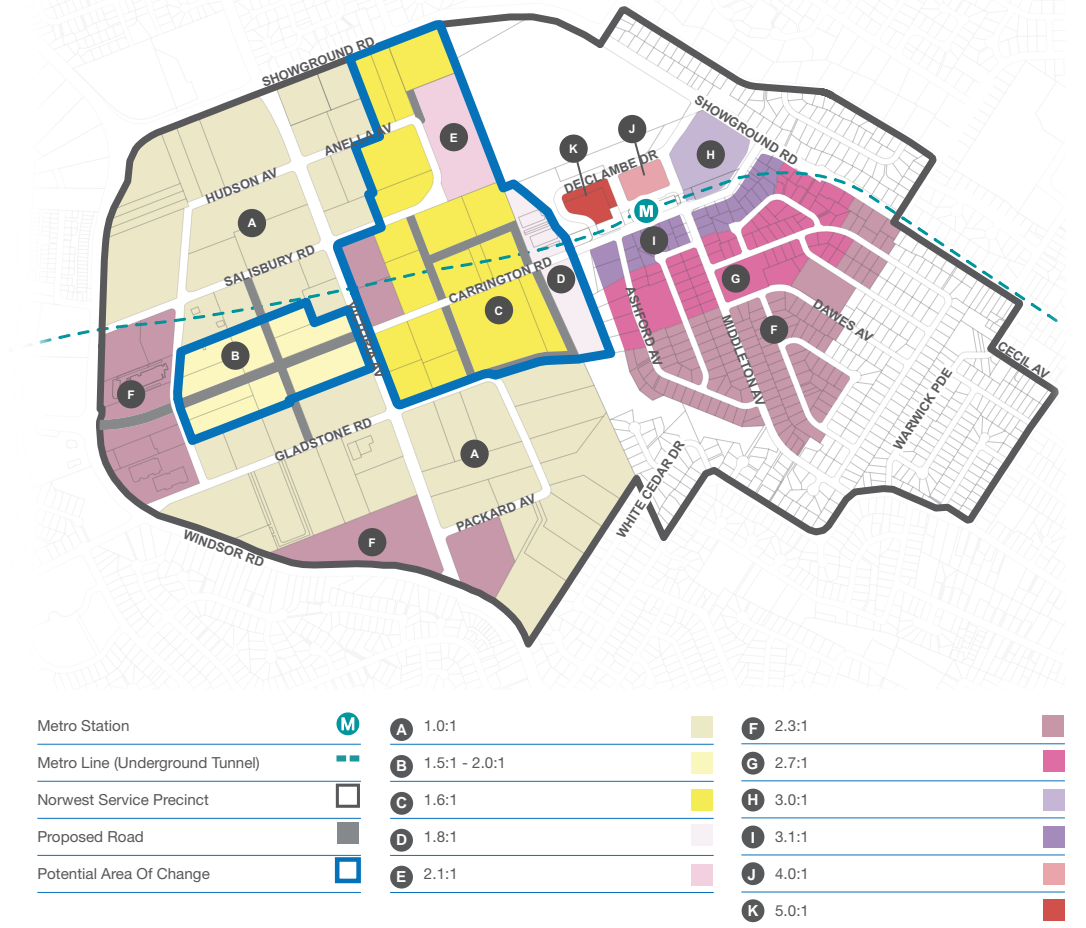 SHOWGROUND RD
ANELLA AV
HUDSON AV
SALISBURY RD
VICTORIA AV
GLADSTONE RD
WINDSOR RD
PACKARD AV
CARRINGTON RD
DE CLAMBE DR
SHOWGROUND RD
ASHFORD AV
MIDDLETON AV
DAWES AV
WARWICK PDE
CECIL AV
WHITE CEDAR DR
E
K
J
H
M
A
I
D
G
C
F
B
F
A
F
Metro Station M
Metro Line (Underground Tunnel)
Norwest Service Precinct
Proposed Road
Potential Area Of Change
A 1.0:1
B 1.5:1 - 2.0:1
C 1.6:1
D 1.8:1
E 2.1:1
F 2.3:1
G 2.7:1
H 3.0:1
I 3.1:1
J 4.0:1
K 5.0:1